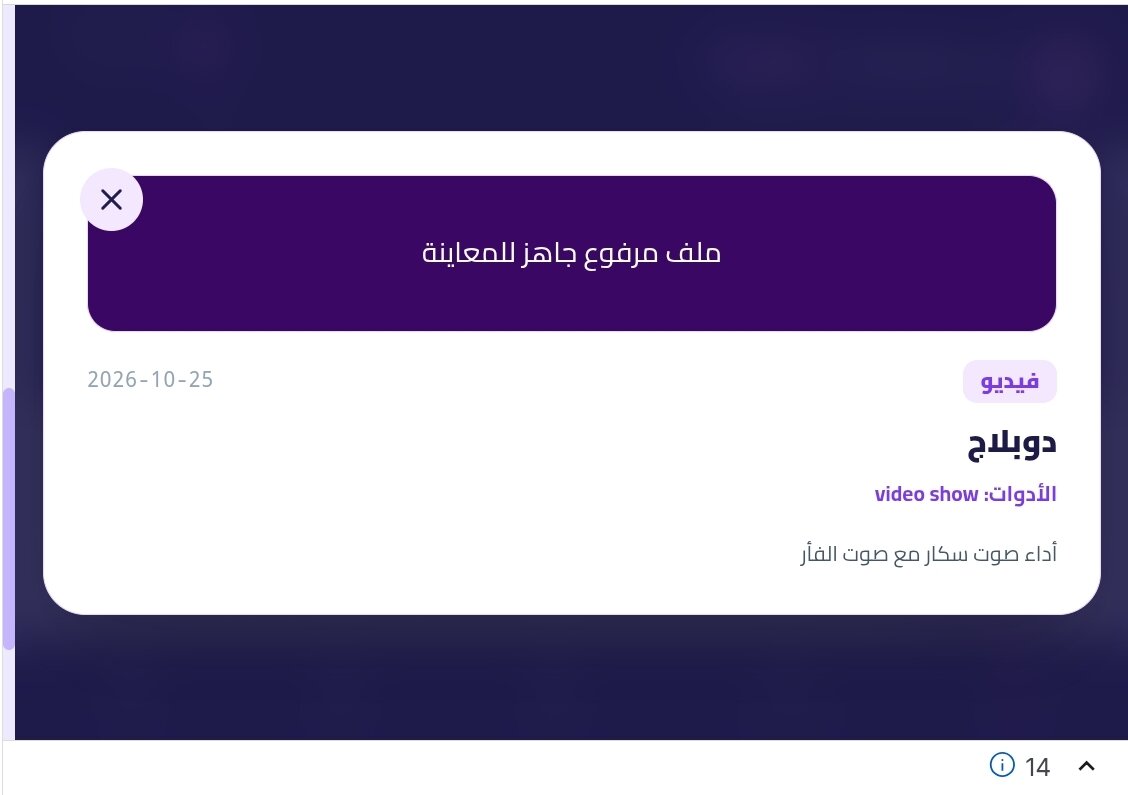 ملف مرفوع جاهز للمعاينة
فيديو
2026-10-25
دوبلاج
الأدوات: video show
أداء صوت سكار مع صوت الفأر
14